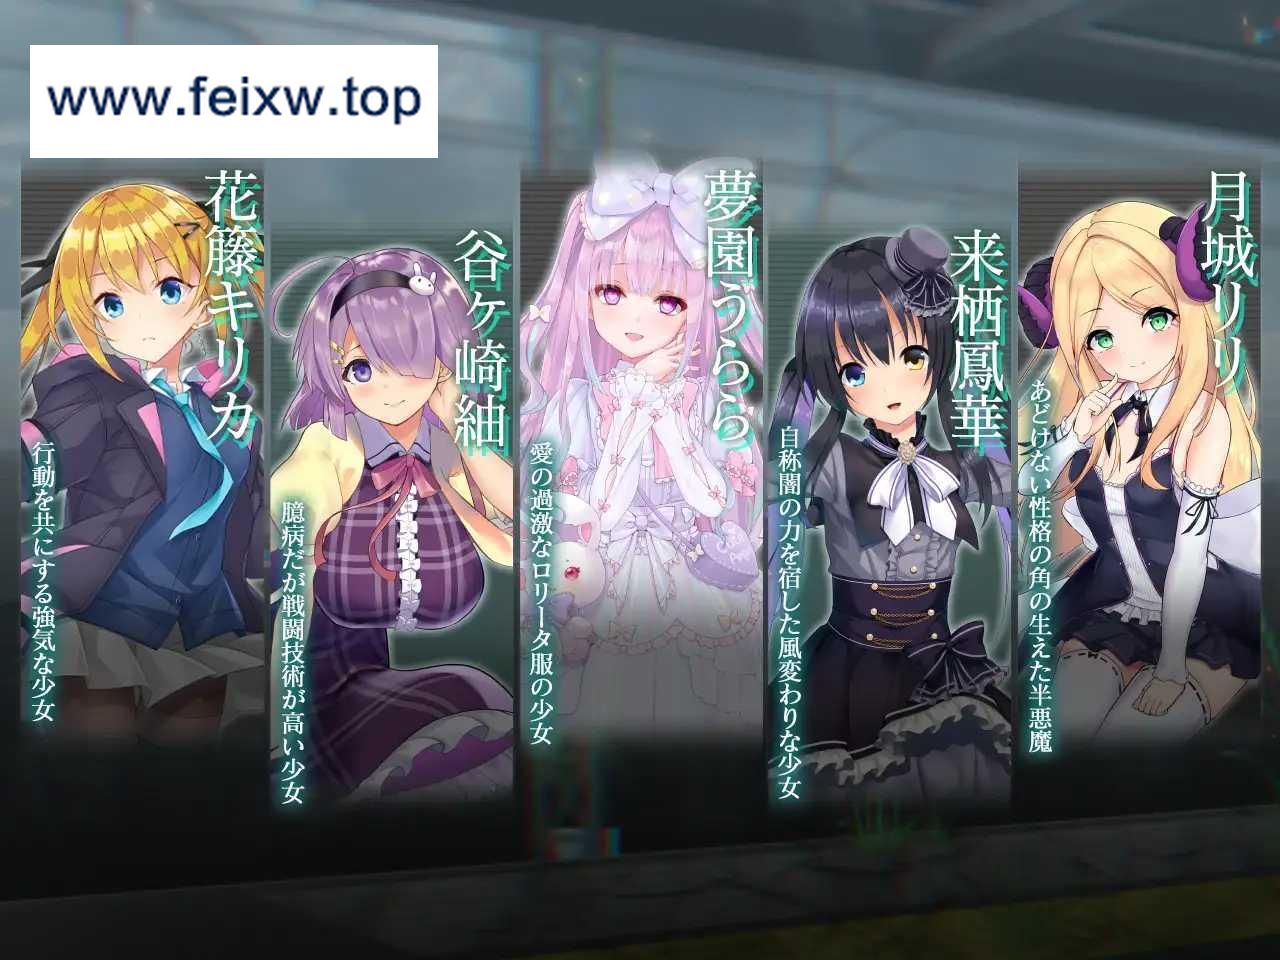 www.feixw.top
花籐キリカ
行動を共にする強気な少女
谷ヶ崎紬
臆病だが戦闘技術が高い少女
夢園うらら
愛の過激なロリータ服の少女
来栖鳳華
自称闇の力を宿した風変わりな少女
月城リリ
あどけない性格の角の生えた半悪魔